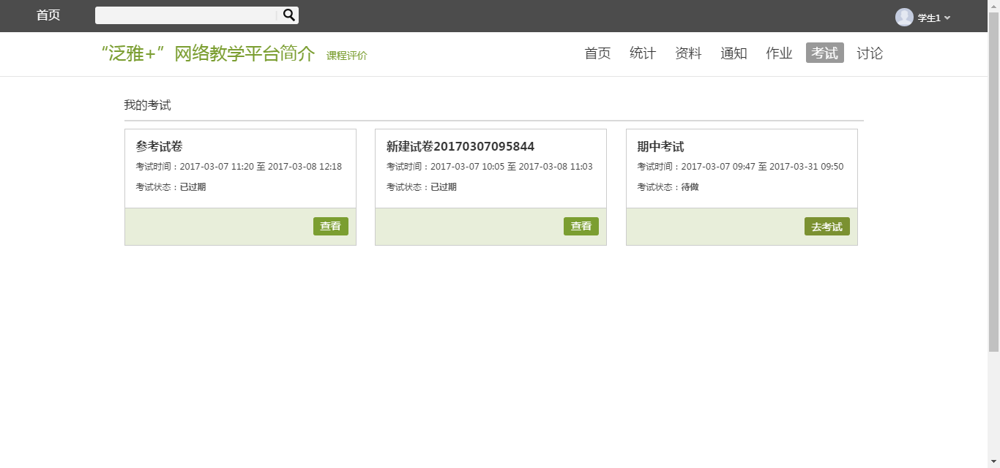 首页
学生1
“泛雅+”网络教学平台简介 课程评价
首页 统计 资料 通知 作业 考试 讨论
我的考试
参考试卷
考试时间：2017-03-07 11:20 至 2017-03-08 12:18
考试状态：已过期
查看
新建试卷20170307095844
考试时间：2017-03-07 10:05 至 2017-03-08 11:03
考试状态：已过期
查看
期中考试
考试时间：2017-03-07 09:47 至 2017-03-31 09:50
考试状态：待做
去考试